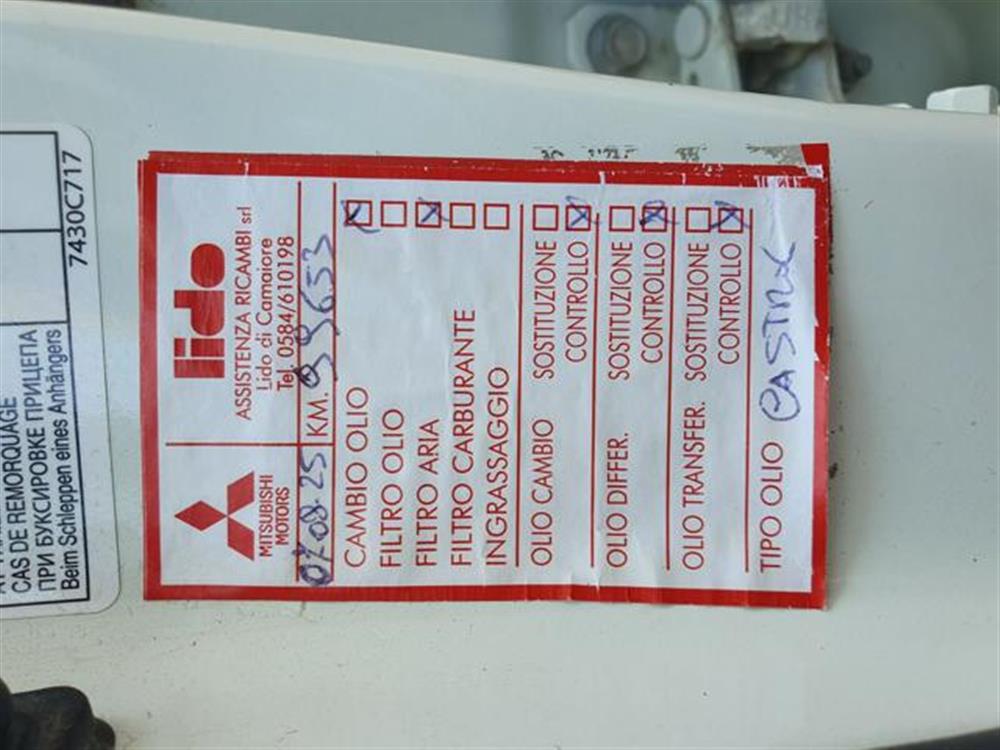 CAS DE REMORQUAGE
ПРИ БУКСИРОВКЕ ПРИЦЕПА
Beim Schleppen eines Anhängers
7430C717
MITSUBISHI
MOTORS
lido
ASSISTENZA RICAMBI srl
Lido di Camaiore
Tel. 0584/610198
07.08.25 KM. 99653
CAMBIO OLIO
FILTRO OLIO
FILTRO ARIA
FILTRO CARBURANTE
INGRASSAGGIO
OLIO CAMBIO SOSTITUZIONE
CONTROLLO
OLIO DIFFER. SOSTITUZIONE
CONTROLLO
OLIO TRANSFER. SOSTITUZIONE
CONTROLLO
TIPO OLIO CASTROL